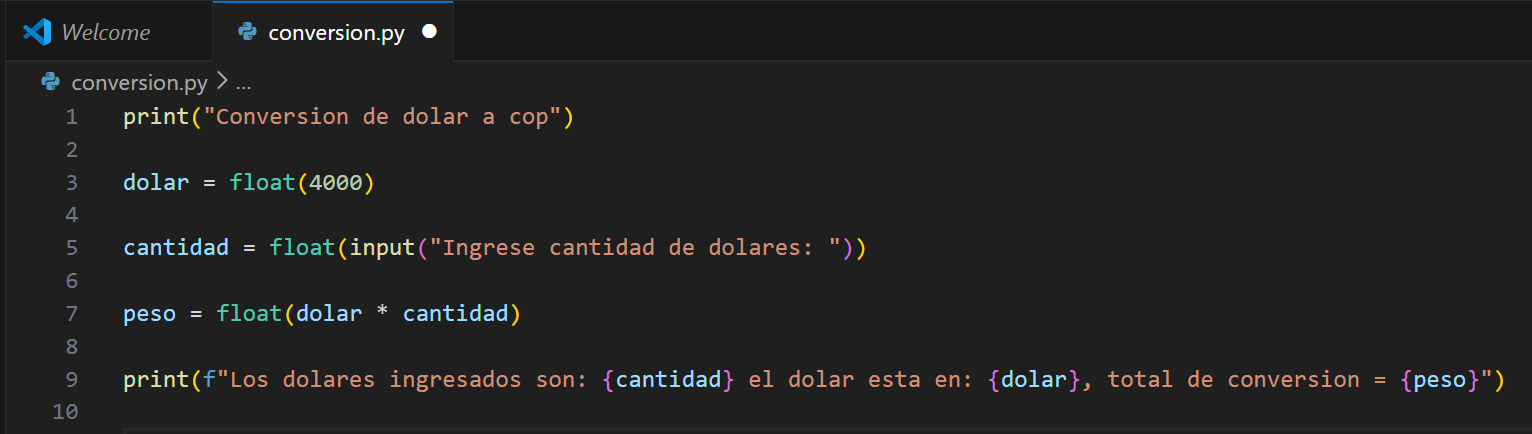 Welcome conversion.py
conversion.py > ...
1 print("Conversion de dolar a cop")
2
3 dolar = float(4000)
4
5 cantidad = float(input("Ingrese cantidad de dolares: "))
6
7 peso = float(dolar * cantidad)
8
9 print(f"Los dolares ingresados son: {cantidad} el dolar esta en: {dolar}, total de conversion = {peso}")
10